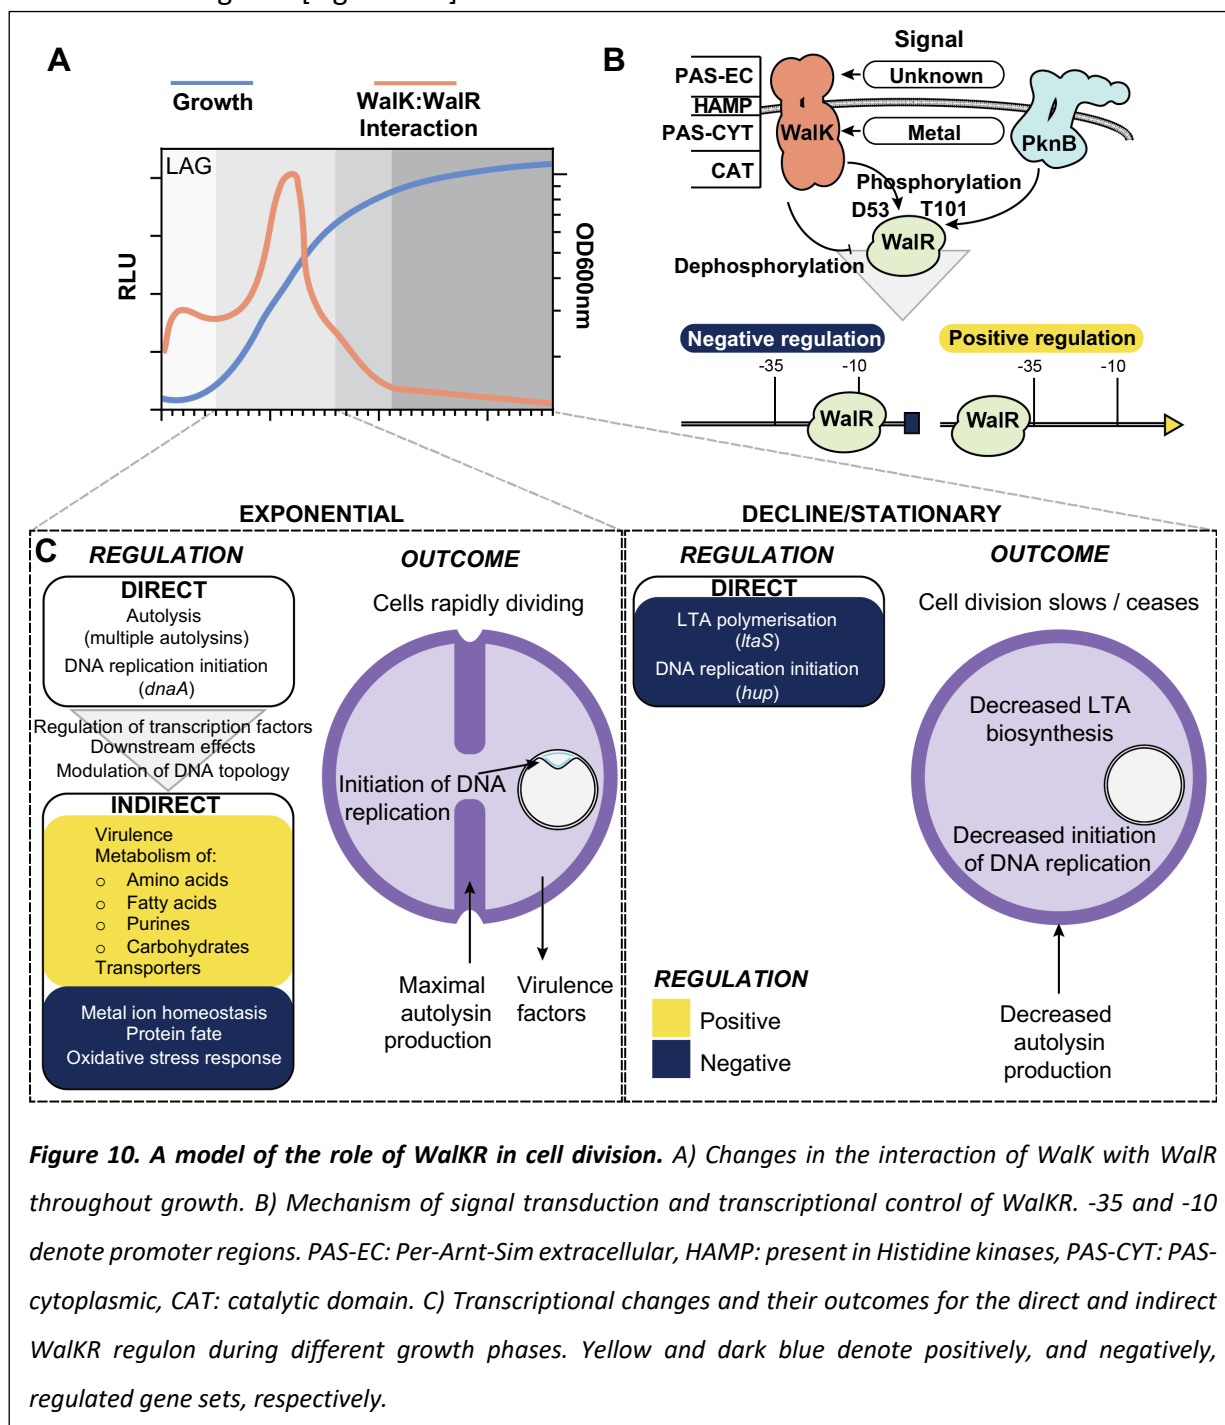 A
Growth
WalK:WalR
Interaction
LAG
RLU
OD600nm
B
Signal
PAS-EC
HAMP
PAS-CYT
CAT
WalK
Unknown
Metal
PknB
Phosphorylation
D53
T101
WalR
Dephosphorylation
Negative regulation
-35
-10
WalR
Positive regulation
-35
-10
WalR
EXPONENTIAL
C
REGULATION
DIRECT
Autolysis
(multiple autolysins)
DNA replication initiation
(dnaA)
Regulation of transcription factors
Downstream effects
Modulation of DNA topology
INDIRECT
Virulence
Metabolism of:
o Amino acids
o Fatty acids
o Purines
o Carbohydrates
Transporters
Metal ion homeostasis
Protein fate
Oxidative stress response
OUTCOME
Cells rapidly dividing
Initiation of DNA
replication
Maximal
autolysin
production
Virulence
factors
DECLINE/STATIONARY
REGULATION
DIRECT
LTA polymerisation
(ltaS)
DNA replication initiation
(hup)
REGULATION
Positive
Negative
OUTCOME
Cell division slows / ceases
Decreased LTA
biosynthesis
Decreased initiation
of DNA replication
Decreased
autolysin
production
Figure 10. A model of the role of WalKR in cell division. A) Changes in the interaction of WalK with WalR
throughout growth. B) Mechanism of signal transduction and transcriptional control of WalKR. -35 and -10
denote promoter regions. PAS-EC: Per-Arnt-Sim extracellular, HAMP: present in Histidine kinases, PAS-CYT: PAS-
cytoplasmic, CAT: catalytic domain. C) Transcriptional changes and their outcomes for the direct and indirect
WalKR regulon during different growth phases. Yellow and dark blue denote positively, and negatively,
regulated gene sets, respectively.